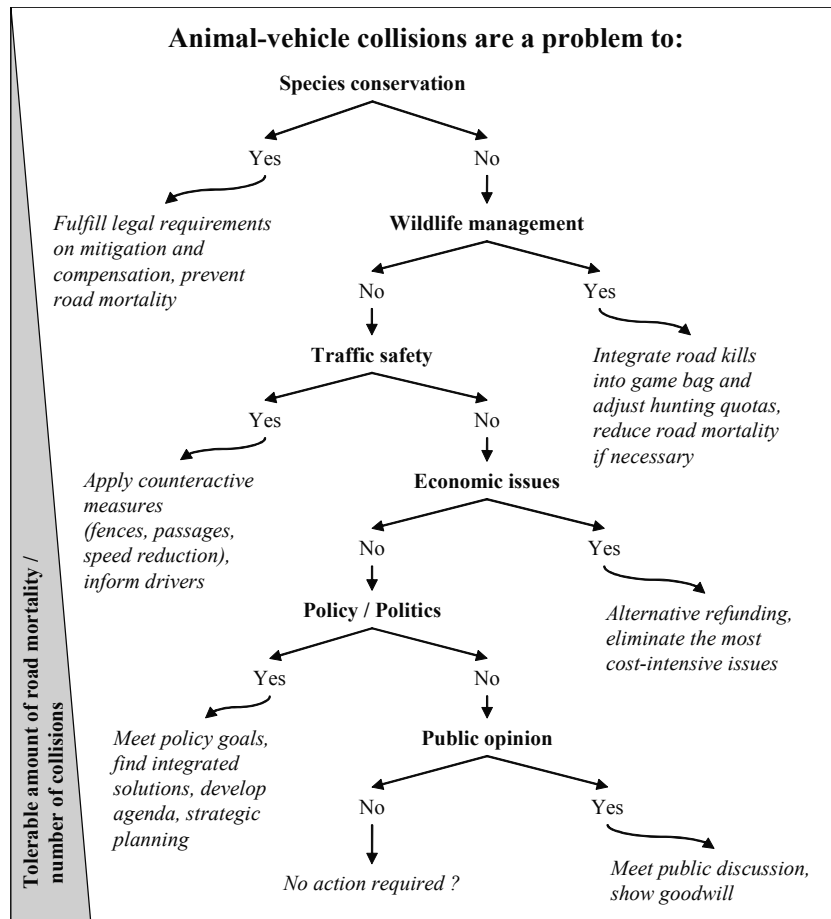 Animal-vehicle collisions are a problem to:
Species conservation
Yes
No
Fulfill legal requirements
on mitigation and
compensation, prevent
road mortality
Wildlife management
No
Yes
Traffic safety
Integrate road kills
into game bag and
adjust hunting quotas,
reduce road mortality
if necessary
Yes
No
Apply counteractive
measures
(fences, passages,
speed reduction),
inform drivers
Economic issues
No
Yes
Policy / Politics
Alternative refunding,
eliminate the most
cost-intensive issues
Yes
No
Meet policy goals,
find integrated
solutions, develop
agenda, strategic
planning
Public opinion
No
Yes
No action required ?
Meet public discussion,
show goodwill
Tolerable amount of road mortality /
number of collisions